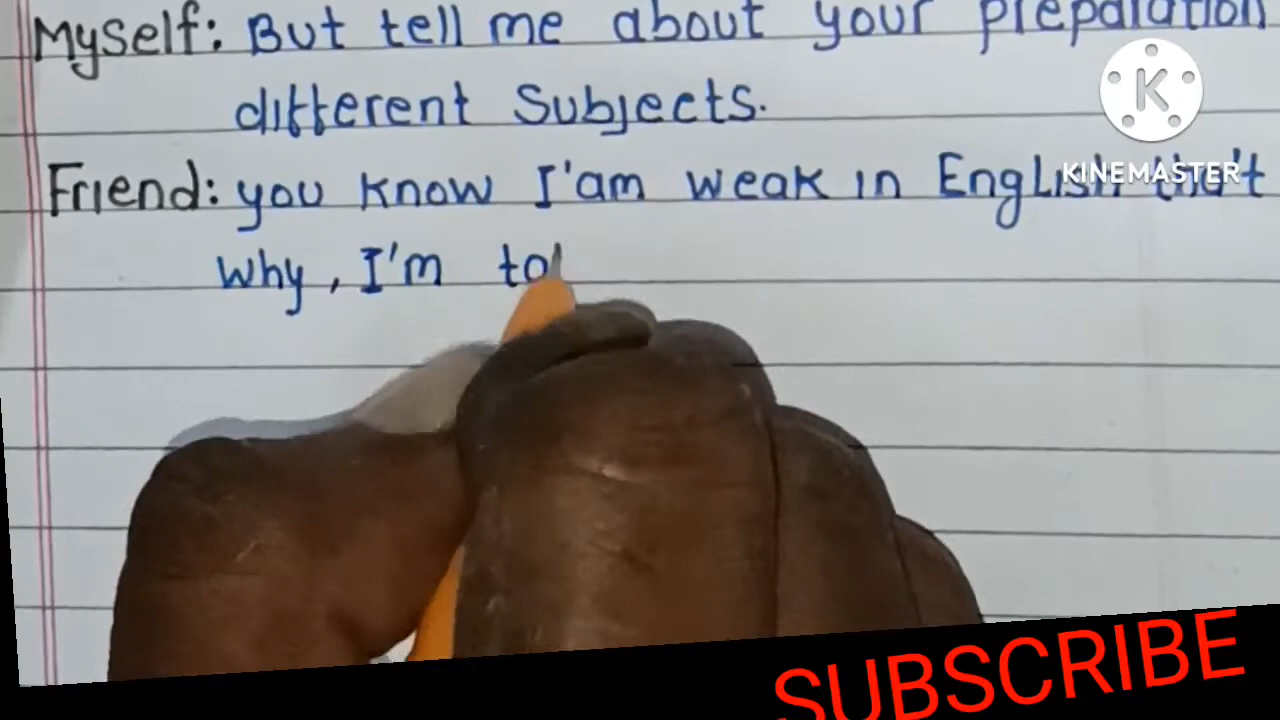 Myself: But tell me about your preparation
different Subjects.
KINEMASTER
Friend: you know I'am weak in English tha't
why, I'm
SUBSCRIBE